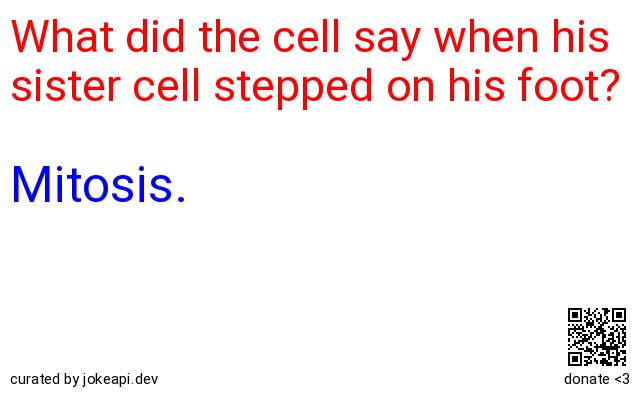 What did the cell say when his
sister cell stepped on his foot?
Mitosis.
curated by jokeapi.dev
donate <3